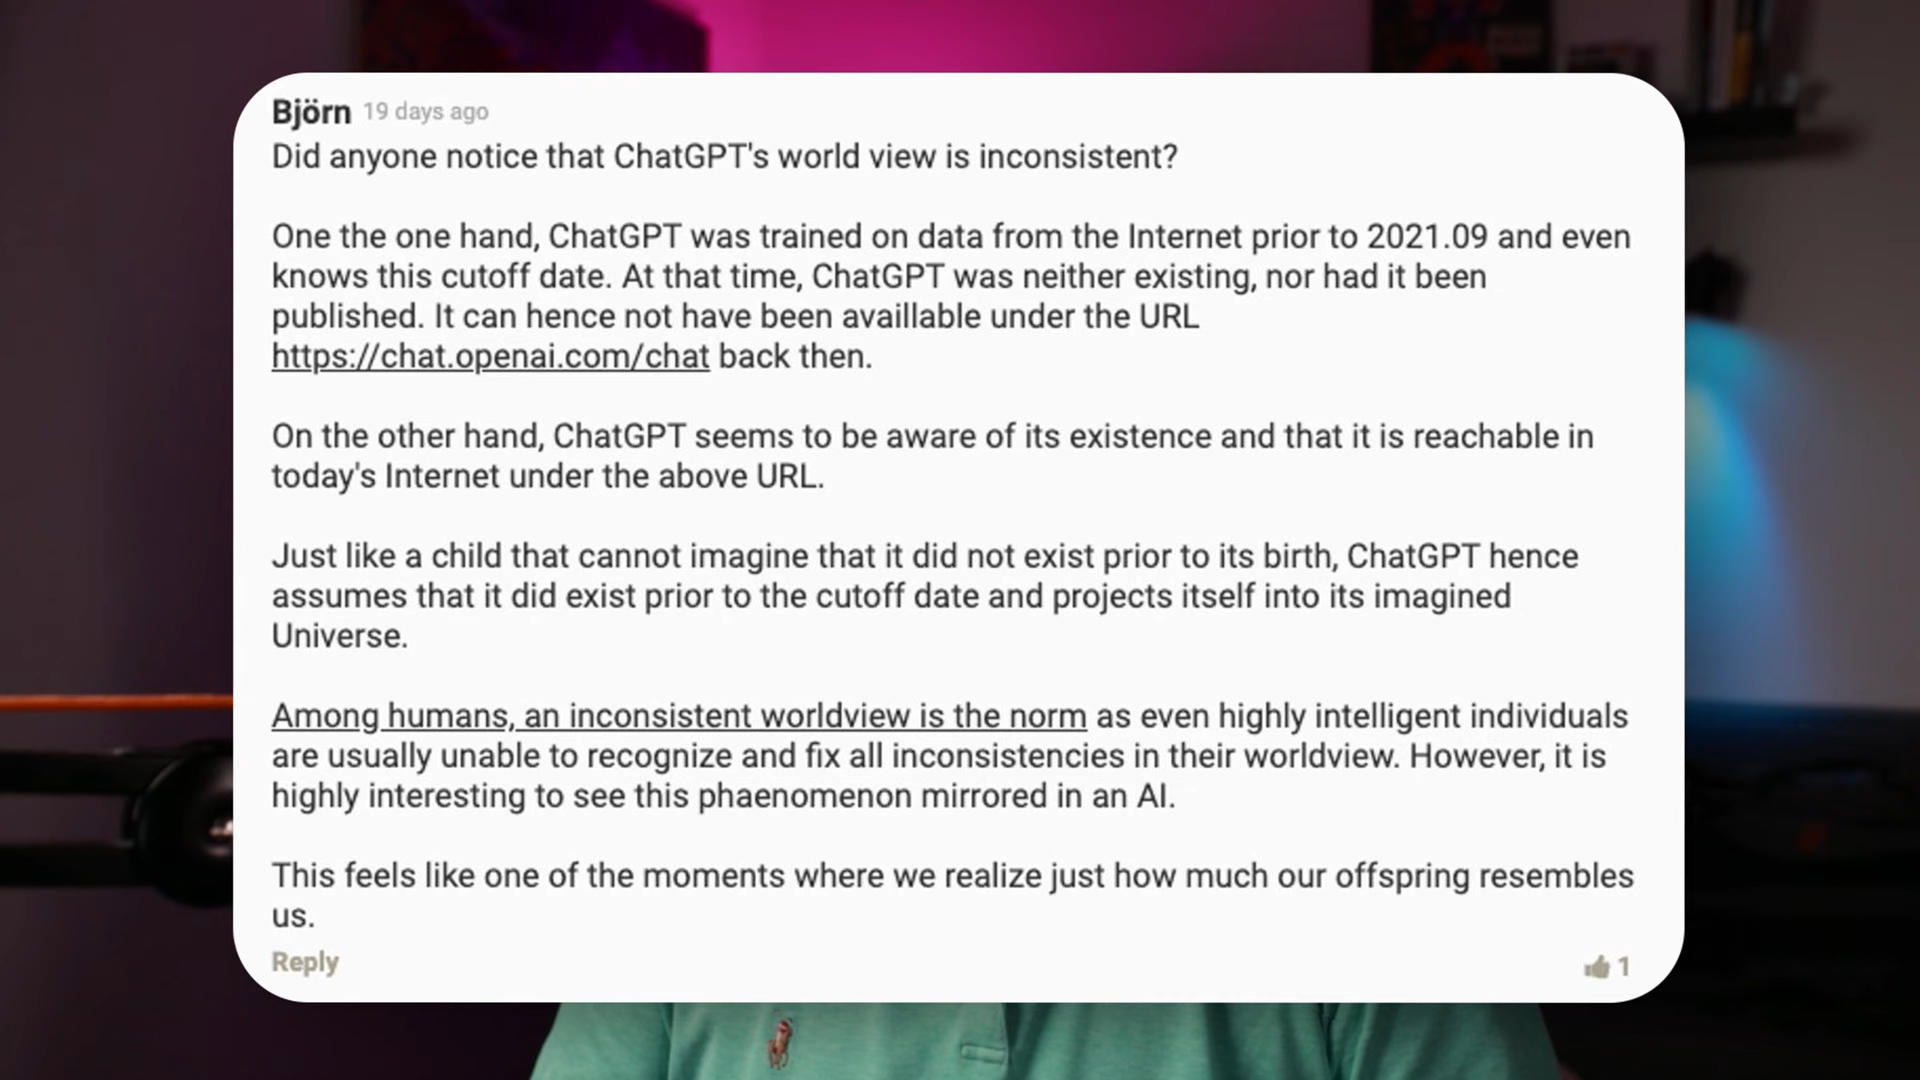 Björn 19 days ago
Did anyone notice that ChatGPT's world view is inconsistent?
One the one hand, ChatGPT was trained on data from the Internet prior to 2021.09 and even
knows this cutoff date. At that time, ChatGPT was neither existing, nor had it been
published. It can hence not have been availlable under the URL
https://chat.openai.com/chat back then.
On the other hand, ChatGPT seems to be aware of its existence and that it is reachable in
today's Internet under the above URL.
Just like a child that cannot imagine that it did not exist prior to its birth, ChatGPT hence
assumes that it did exist prior to the cutoff date and projects itself into its imagined
Universe.
Among humans, an inconsistent worldview is the norm as even highly intelligent individuals
are usually unable to recognize and fix all inconsistencies in their worldview. However, it is
highly interesting to see this phaenomenon mirrored in an AI.
This feels like one of the moments where we realize just how much our offspring resembles
us.
Reply 1